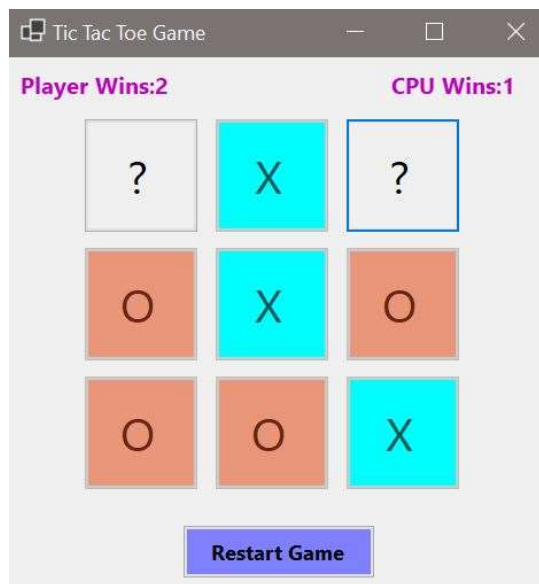 Tic Tac Toe Game
Player Wins:2 CPU Wins:1
? X ?
O X O
O O X
Restart Game